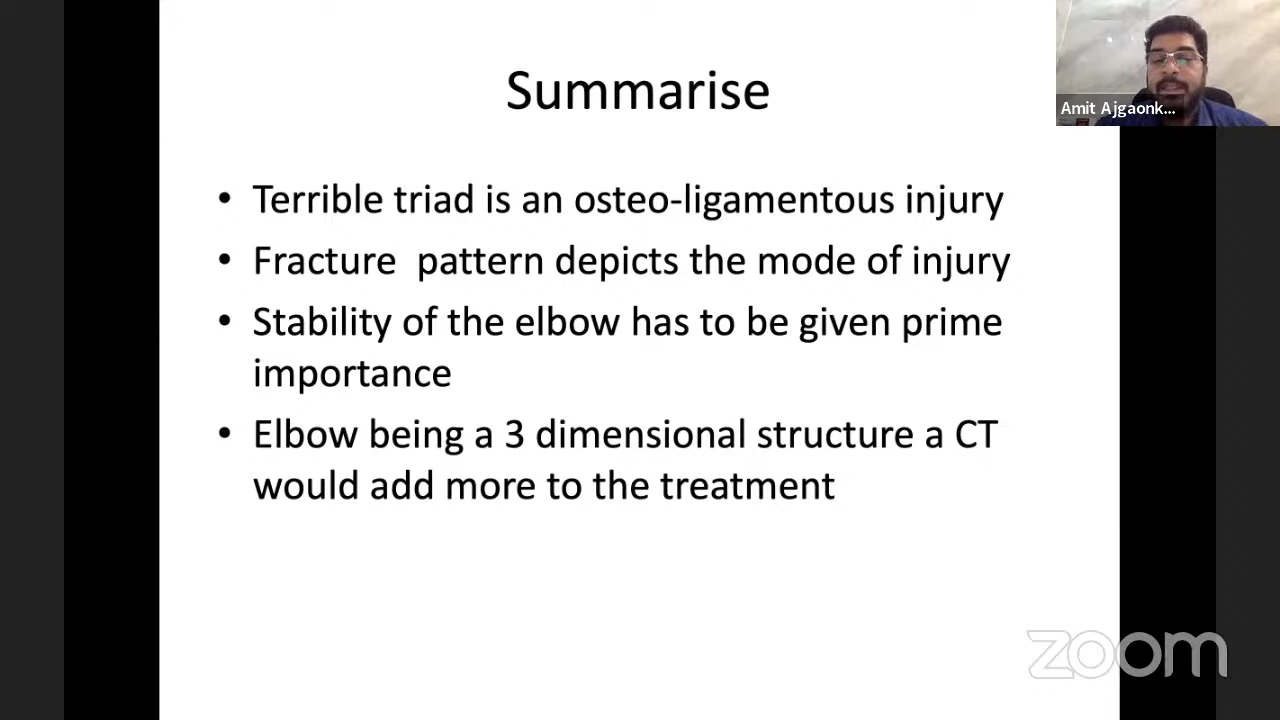 Summarise
• Terrible triad is an osteo-ligamentous injury
• Fracture  pattern depicts the mode of injury
• Stability of the elbow has to be given prime
importance
• Elbow being a 3 dimensional structure a CT
would add more to the treatment
Amit Ajgaonk...
zoom